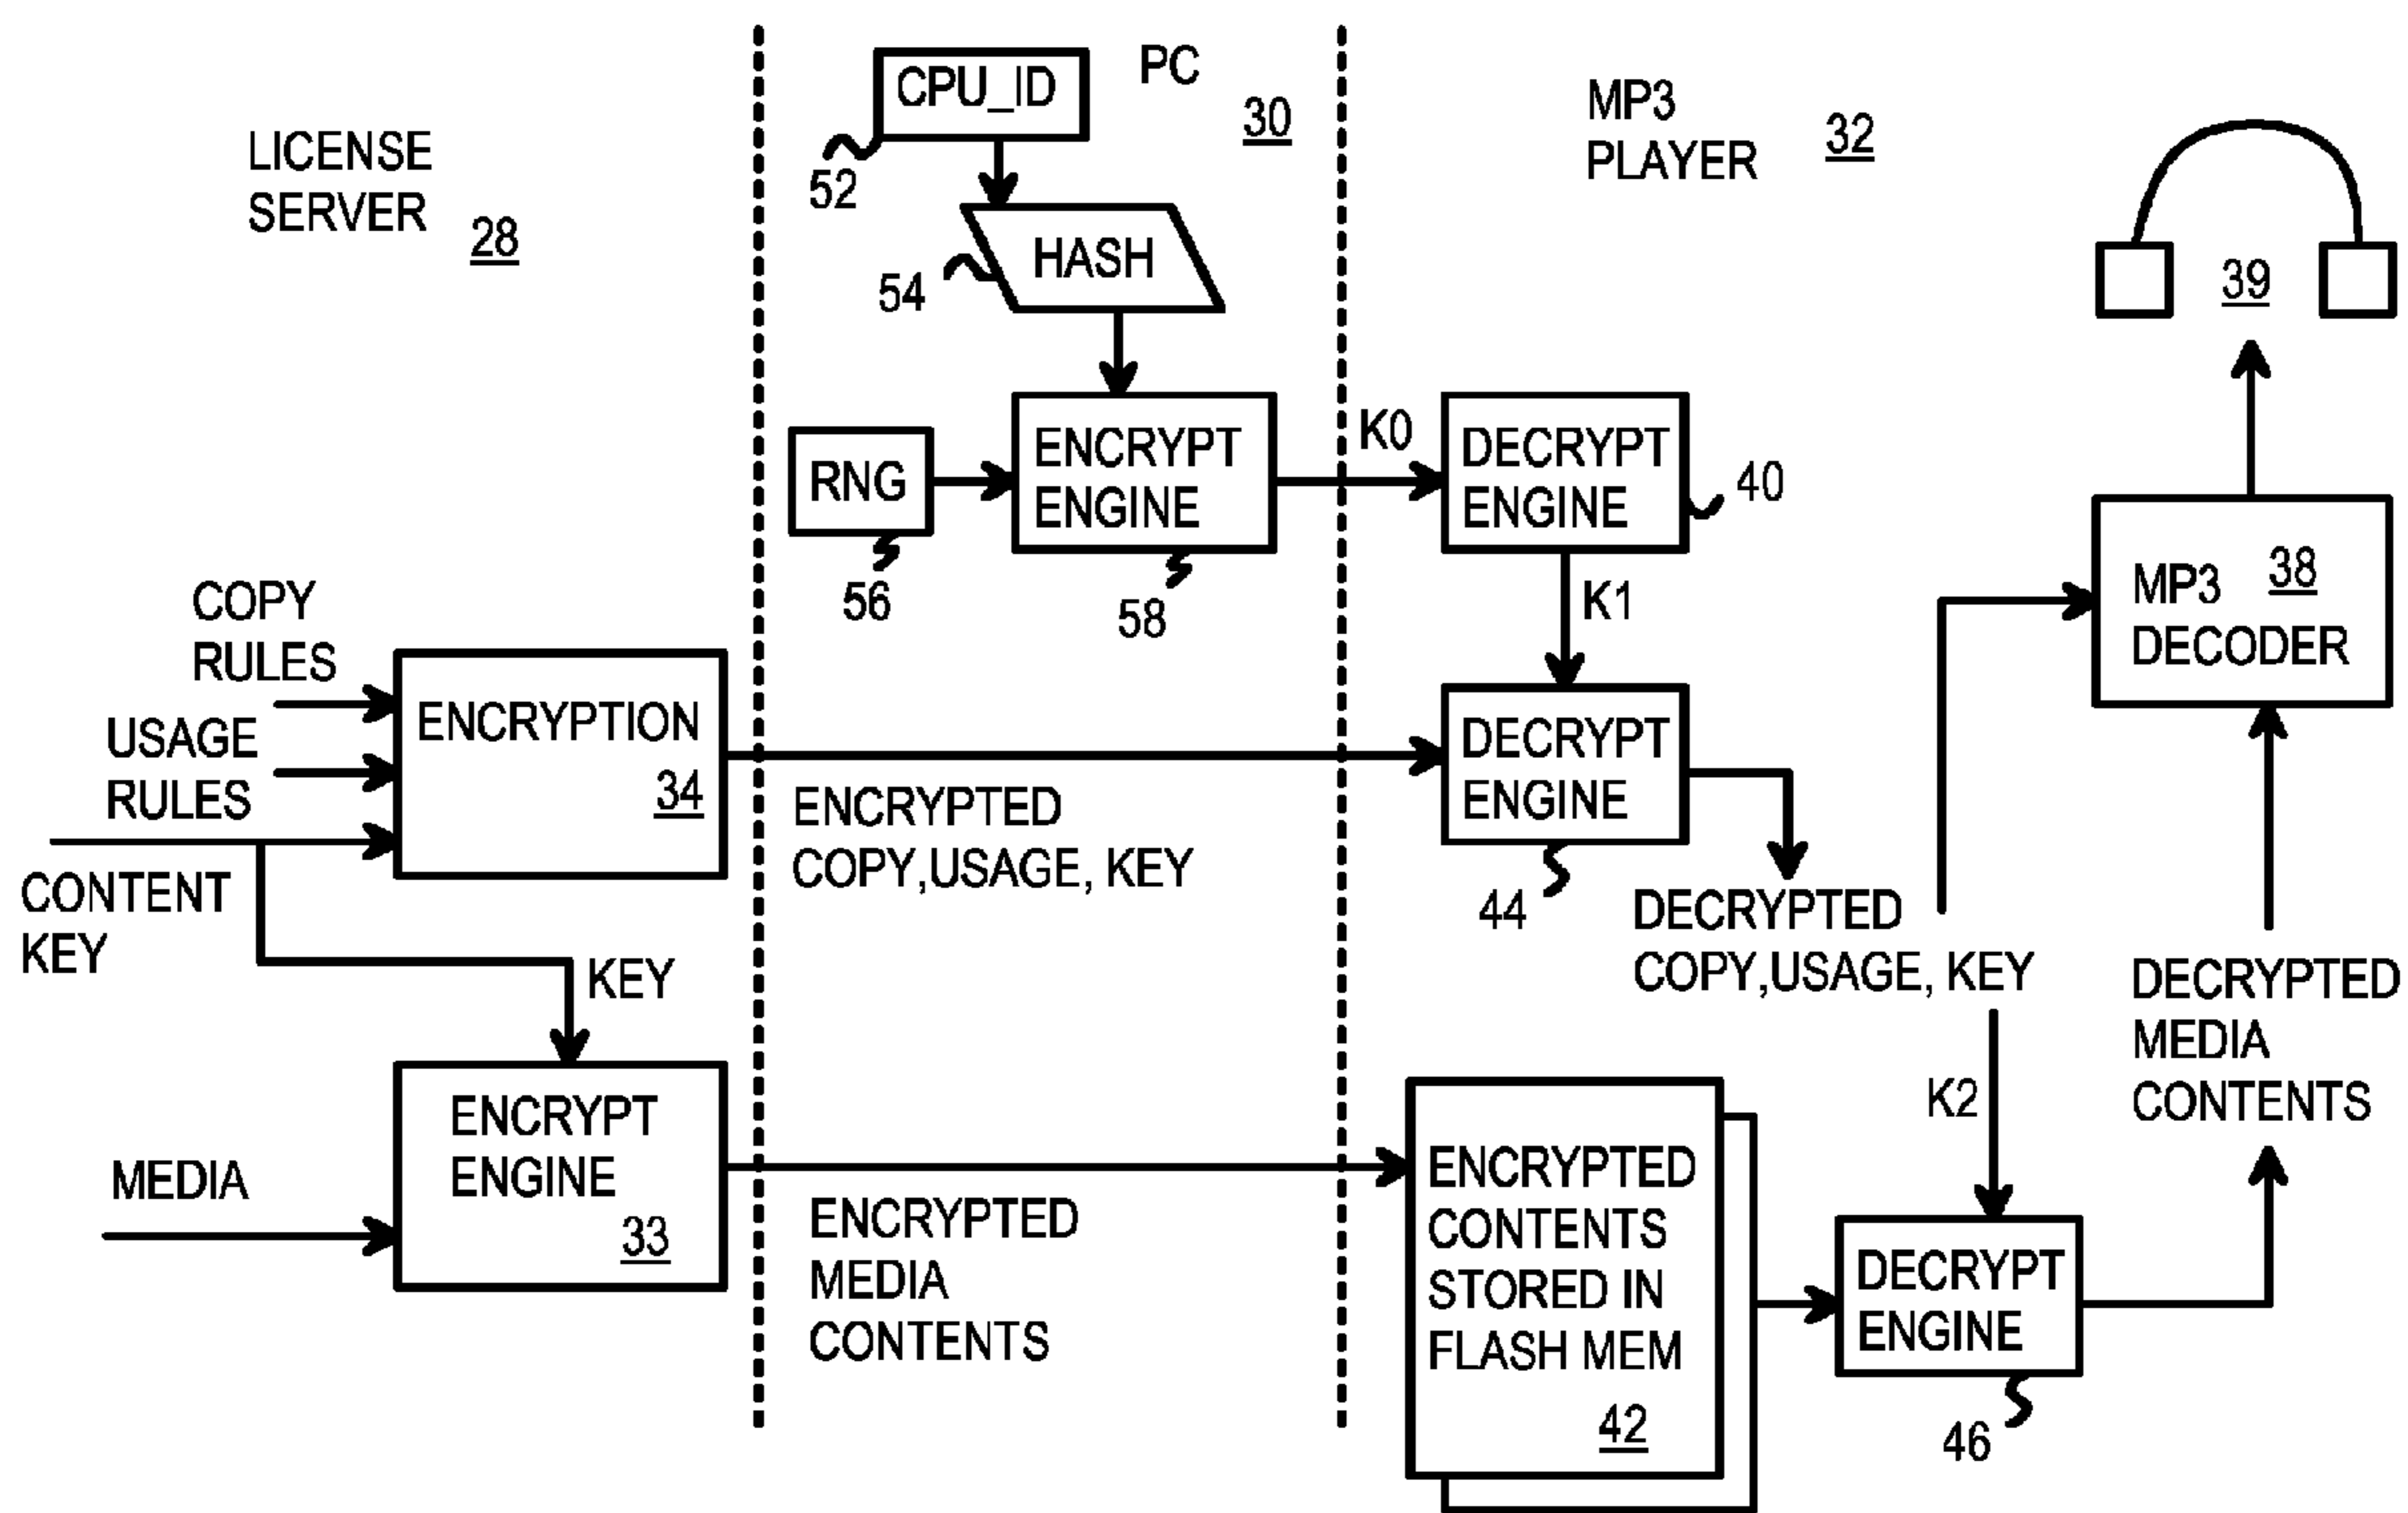 LICENSE
SERVER
28
CPU_ID
52
PC
30
HASH
54
RNG
56
ENCRYPT
ENGINE
58
MP3
PLAYER
32
39
K0
DECRYPT
ENGINE
40
K1
MP3
38
DECODER
COPY
RULES
USAGE
RULES
CONTENT
KEY
ENCRYPTION
34
ENCRYPTED
COPY,USAGE, KEY
DECRYPT
ENGINE
44
DECRYPTED
COPY,USAGE, KEY
KEY
MEDIA
ENCRYPT
ENGINE
33
ENCRYPTED
MEDIA
CONTENTS
ENCRYPTED
CONTENTS
STORED IN
FLASH MEM
42
K2
DECRYPT
ENGINE
46
DECRYPTED
MEDIA
CONTENTS